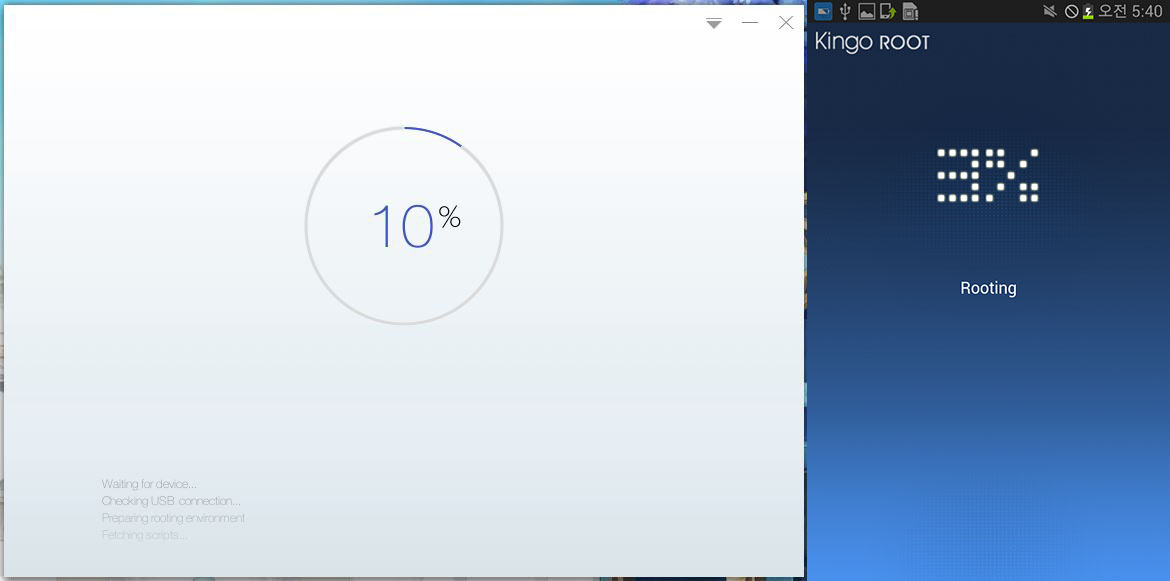 10%
Waiting for device...
Checking USB connection...
Preparing rooting environment
Fetching scripts...
오전 5:40
Kingo ROOT
3%
Rooting